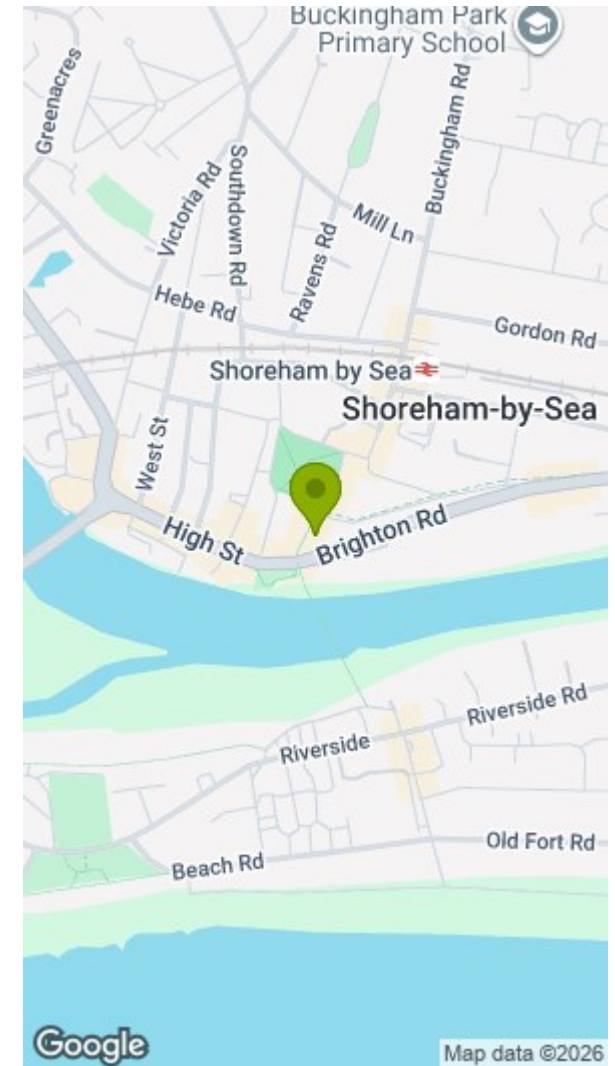 Buckingham Park
Primary School
Greenacres
Victoria Rd
Southdown Rd
Buckingham Rd
Ravens Rd
Mill Ln
Hebe Rd
Gordon Rd
Shoreham by Sea
Shoreham-by-Sea
West St
High St
Brighton Rd
Riverside Rd
Riverside
Old Fort Rd
Beach Rd
Google
Map data ©2026